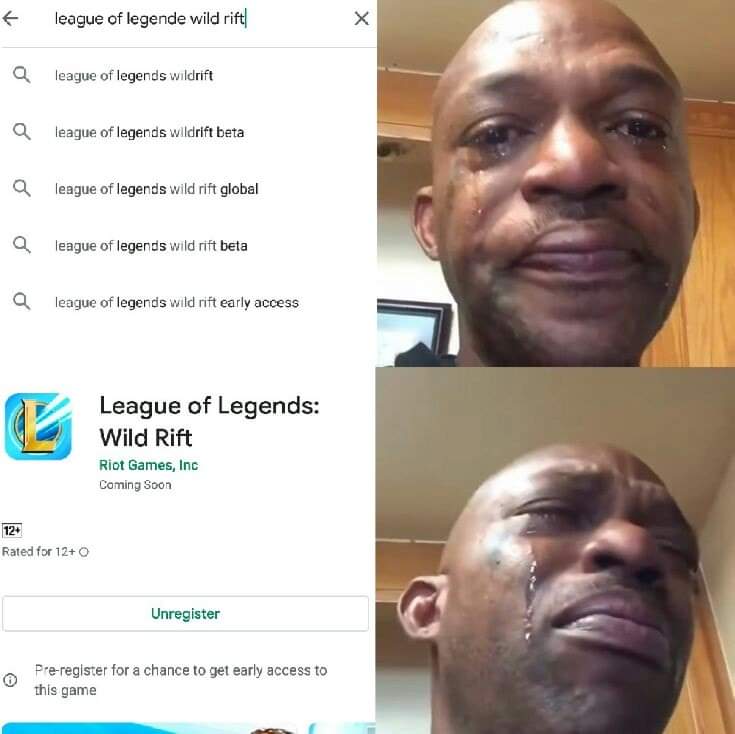 league of legende wild rift
league of legends wildrift
league of legends wildrift beta
league of legends wild rift global
league of legends wild rift beta
league of legends wild rift early access
League of Legends:
Wild Rift
Riot Games, Inc
Coming Soon
12+
Rated for 12+
Unregister
Pre-register for a chance to get early access to
this game